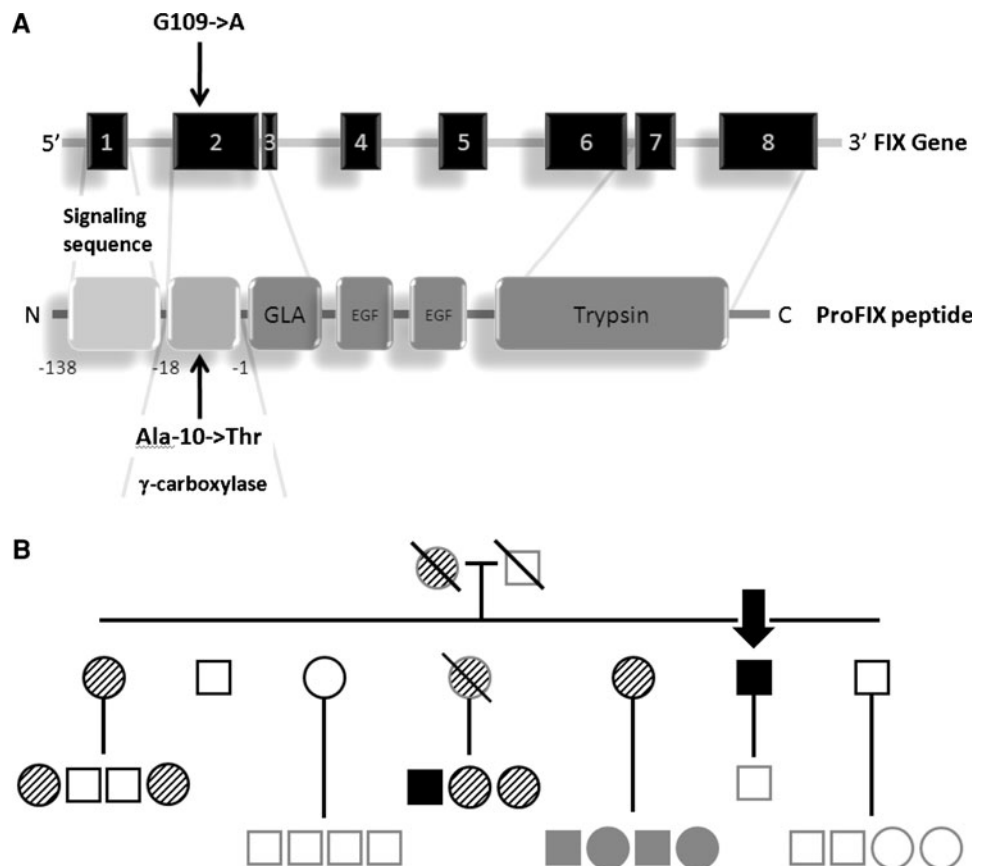 A
G109->A
5’
1
2
3
4
5
6
7
8
3’ FIX Gene
Signaling
sequence
N
GLA
EGF
EGF
Trypsin
C
ProFIX peptide
-138
-18
-1
Ala-10->Thr
γ-carboxylase
B